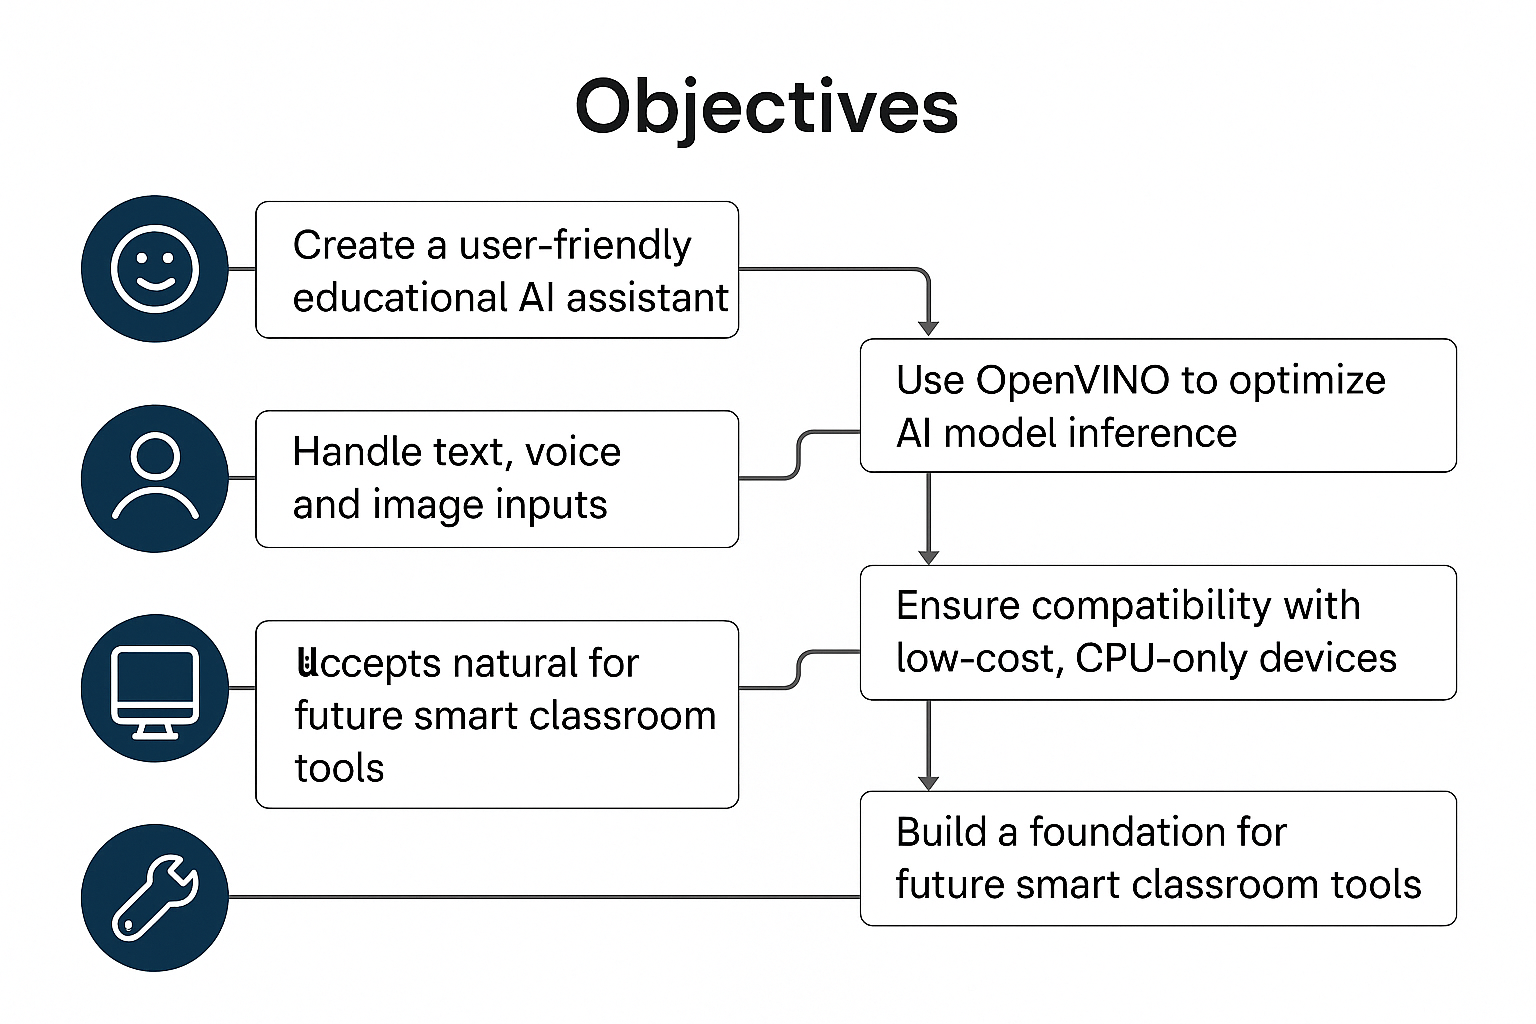 Objectives
Create a user-friendly
educational AI assistant
Handle text, voice
and image inputs
natural for
future smart classroom
tools
Use OpenVINO to optimize
AI model inference
Ensure compatibility with
low-cost, CPU-only devices
Build a foundation for
future smart classroom tools